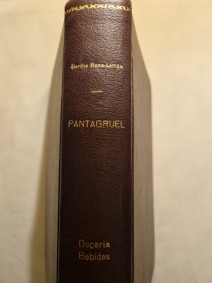 Bertha Rosa-Limpo
PANTAGRUEL
Doçaria
Bebidas